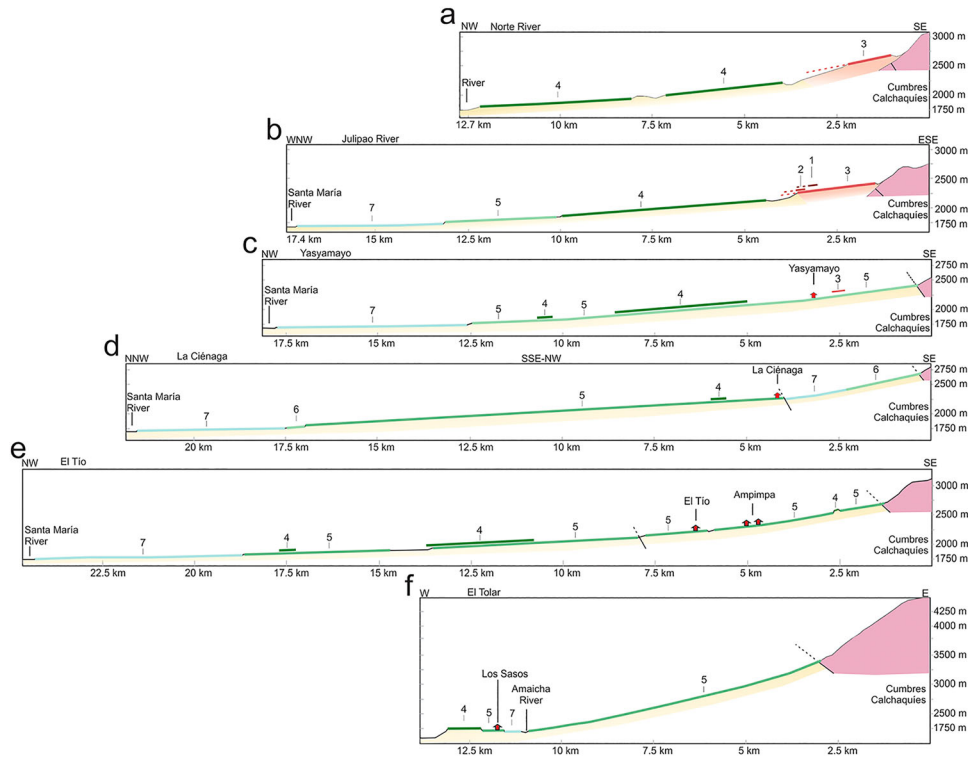 a
NW Norte River SE
3000 m
3
2500 m
River 4 4
2000 m
Cumbres
Calchaquíes
1750 m
12.7 km 10 km 7.5 km 5 km 2.5 km
b
WNW Julipao River ESE
3000 m
1
2 3
2500 m
Santa María
River
7 5 4
2000 m
Cumbres
Calchaquíes
1750 m
17.4 km 15 km 12.5 km 10 km 7.5 km 5 km 2.5 km
c
NW Yasyamayo SE
2750 m
Yasyamayo
3 5
2500 m
Santa María
River
7 5 4 5 4
2000 m
Cumbres
Calchaquíes
1750 m
17.5 km 15 km 12.5 km 10 km 7.5 km 5 km 2.5 km
d
NNW La Ciénaga SSE-NW SE
2750 m
La Ciénaga
7 6
2500 m
Santa María
River
7 6 5 4
2000 m
Cumbres
Calchaquíes
1750 m
20 km 17.5 km 15 km 12.5 km 10 km 7.5 km 5 km 2.5 km
e
NW El Tío SE
3000 m
El Tío Ampimpa
5 5 4 5
2500 m
Santa María
River
7 4 5 4 5
2000 m
Cumbres
Calchaquíes
1750 m
22.5 km 20 km 17.5 km 15 km 12.5 km 10 km 7.5 km 5 km 2.5 km
f
W El Tolar E
4250 m
4000 m
3500 m
Los Sasos
Amaicha
River
5
3000 m
Cumbres
Calchaquíes
2500 m
4 5 7
2000 m
1750 m
12.5 km 10 km 7.5 km 5 km 2.5 km